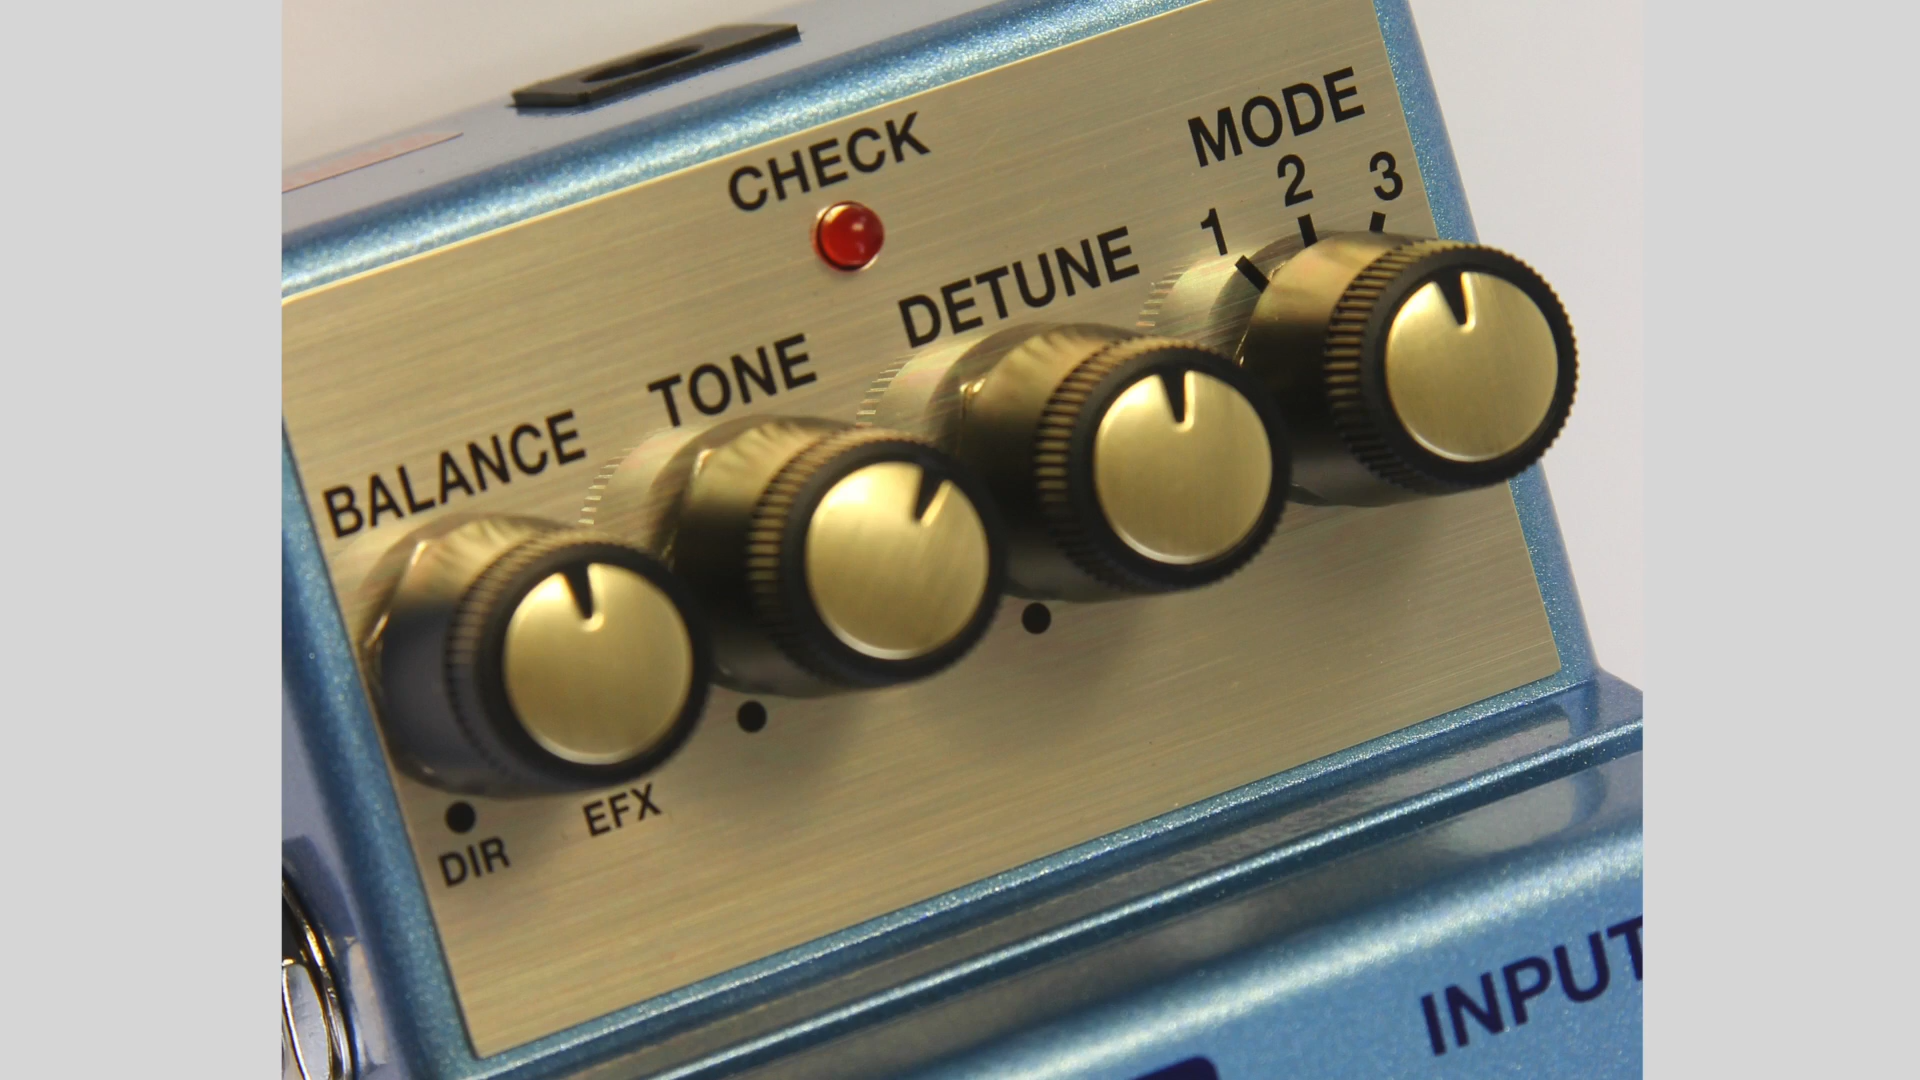 CHECK
MODE
1 2 3
BALANCE TONE DETUNE
DIR EFX
INPUT